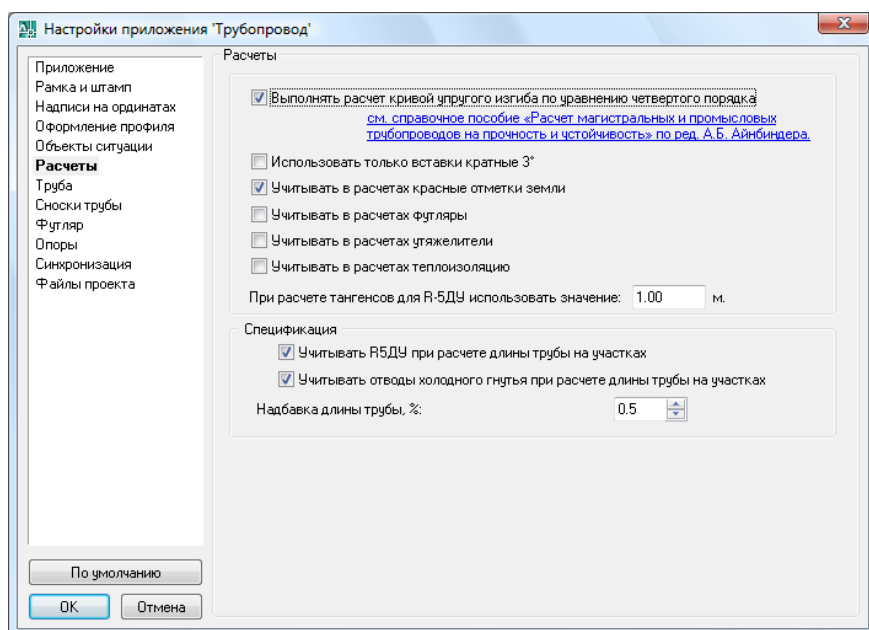 Настройки приложения 'Трубопровод'
Приложение
Рамка и штамп
Надписи на ординатах
Оформление профиля
Объекты ситуации
Расчеты
Труба
Сноски трубы
Футляр
Опоры
Синхронизация
Файлы проекта
По умолчанию
OK
Отмена
Расчеты
Выполнять расчет кривой упругого изгиба по уравнению четвертого порядка
см. справочное пособие «Расчет магистральных и промысловых
трубопроводов на прочность и устойчивость» по ред. А.Б. Айнбиндера.
Использовать только вставки кратные 3°
Учитывать в расчетах красные отметки земли
Учитывать в расчетах футляры
Учитывать в расчетах утяжелители
Учитывать в расчетах теплоизоляцию
При расчете тангенсов для R-5ДУ использовать значение: 1.00 м.
Спецификация
Учитывать R5ДУ при расчете длины трубы на участках
Учитывать отводы холодного гнутья при расчете длины трубы на участках
Надбавка длины трубы, %: 0.5